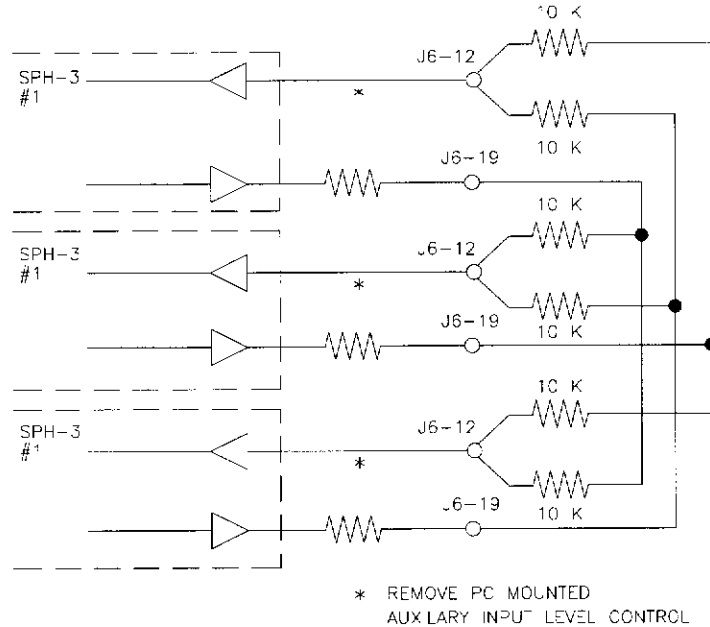 10 K
SPH-3
#1
J6-12
*
10 K
J6-19
10 K
SPH-3
#1
J6-12
*
10 K
J6-19
10 K
SPH-3
#1
J6-12
*
10 K
J6-19
* REMOVE PC MOUNTED
AUX LARY INPUT LEVEL CONTROL